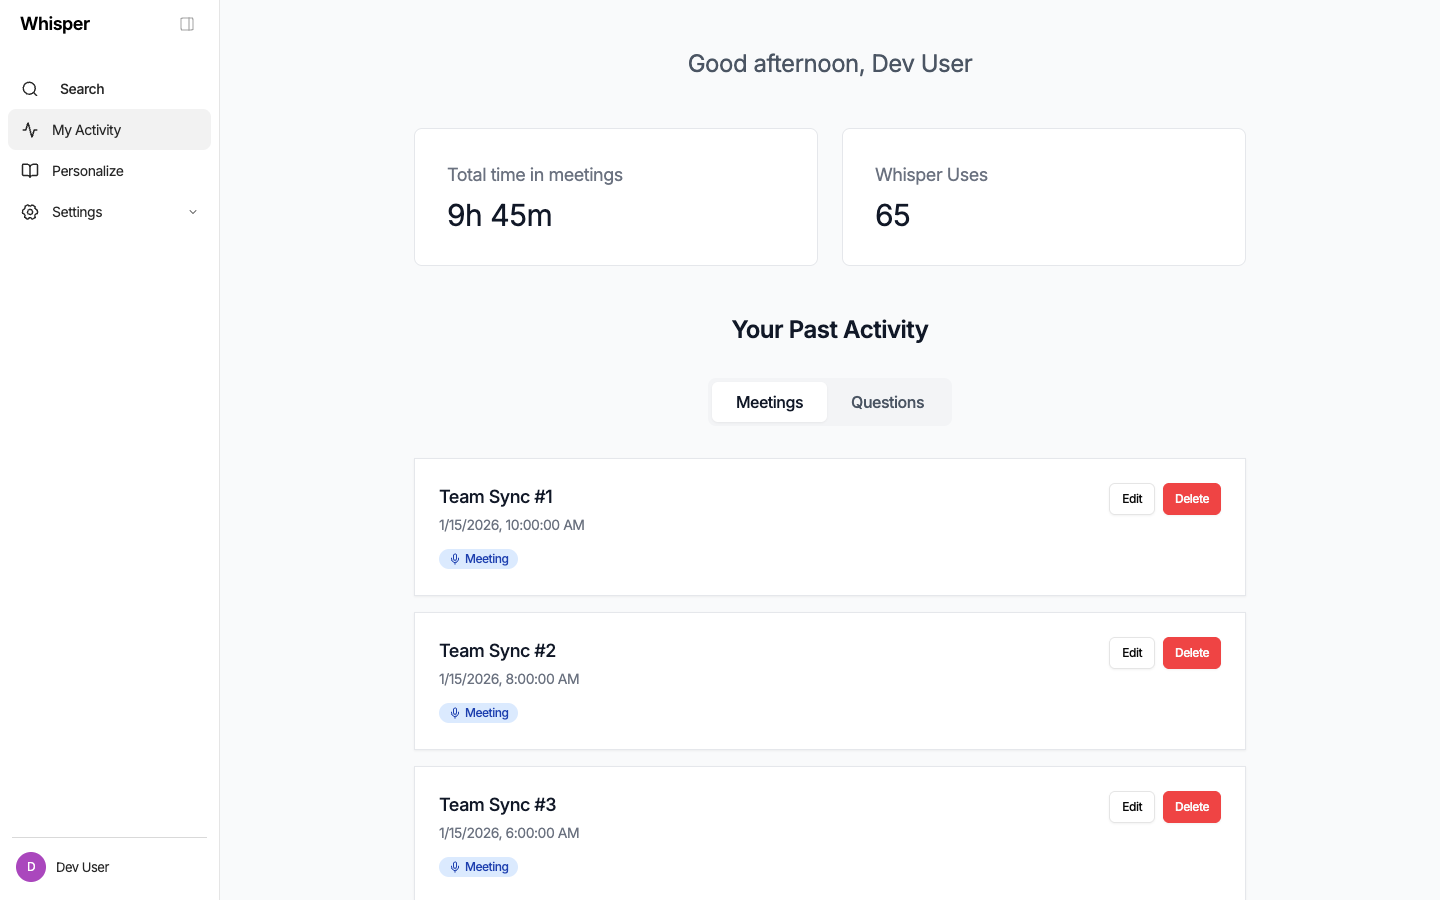 Whisper
Search
My Activity
Personalize
Settings
D
Dev User
Good afternoon, Dev User
Total time in meetings
9h 45m
Whisper Uses
65
Your Past Activity
Meetings
Questions
Team Sync #1
1/15/2026, 10:00:00 AM
Meeting
Edit
Delete
Team Sync #2
1/15/2026, 8:00:00 AM
Meeting
Edit
Delete
Team Sync #3
1/15/2026, 6:00:00 AM
Meeting
Edit
Delete